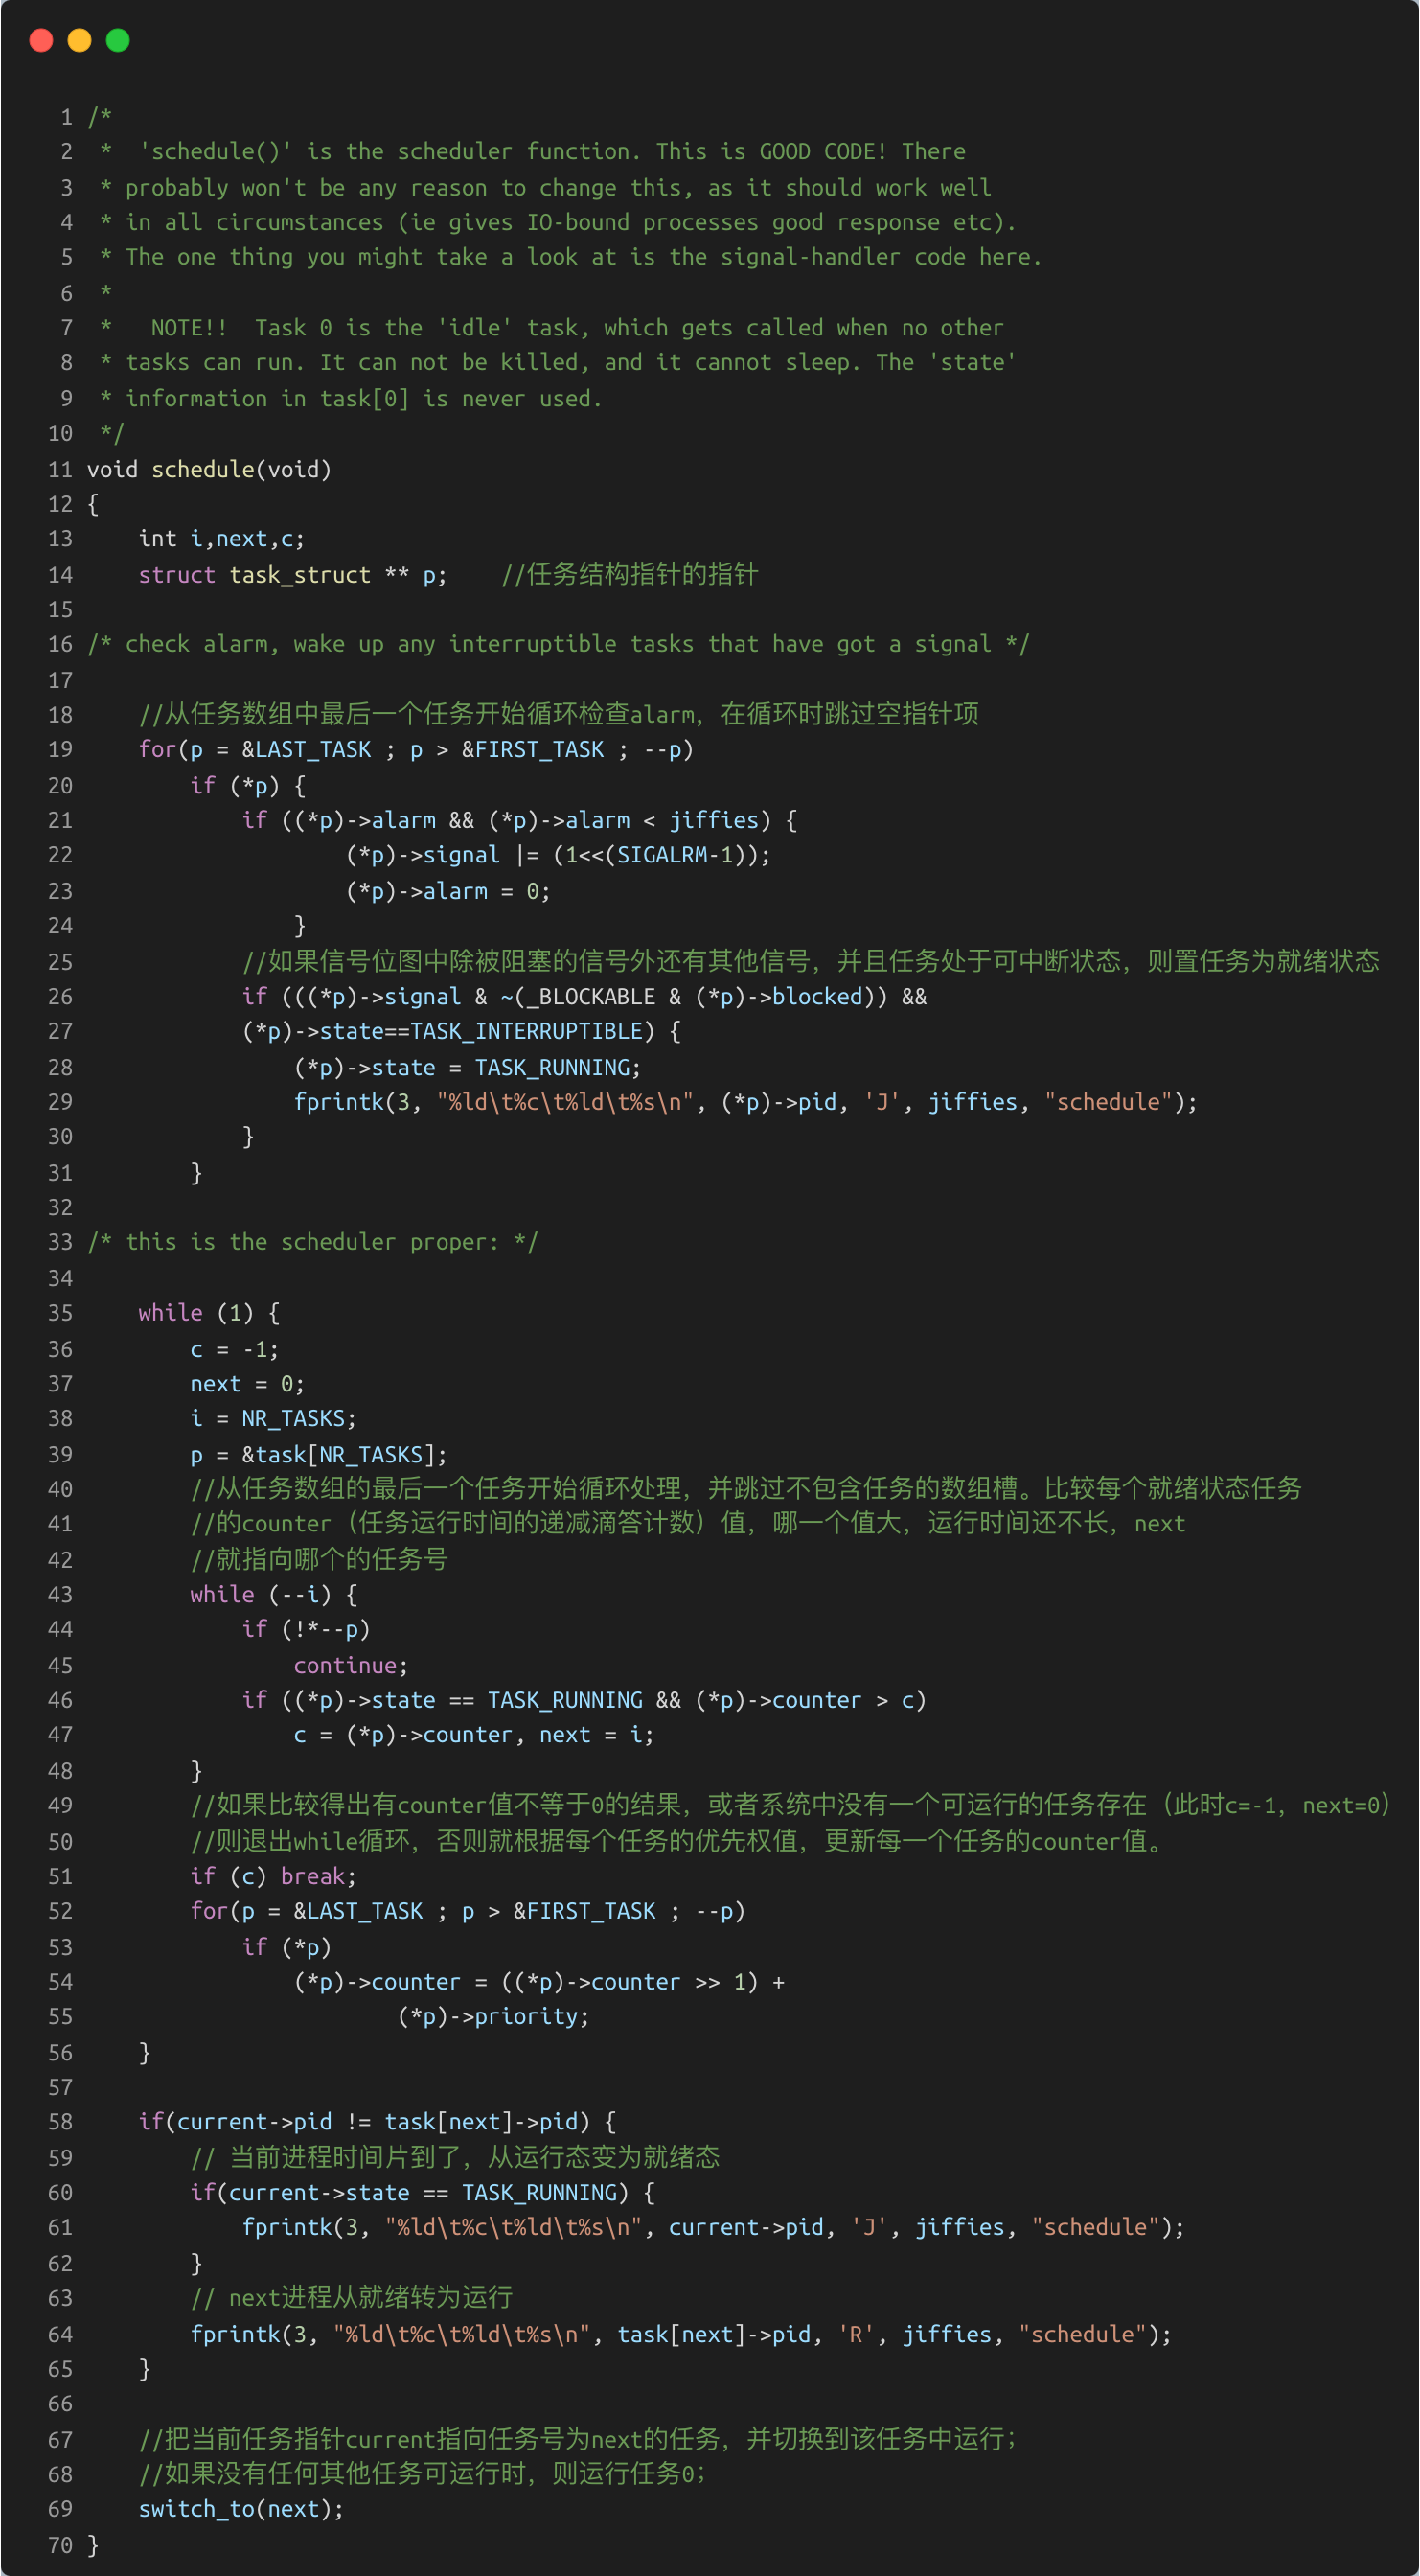 1 /*
2  *  'schedule()' is the scheduler function. This is GOOD CODE! There
3  * probably won't be any reason to change this, as it should work well
4  * in all circumstances (ie gives IO-bound processes good response etc).
5  * The one thing you might take a look at is the signal-handler code here.
6  *
7  *   NOTE!!  Task 0 is the 'idle' task, which gets called when no other
8  * tasks can run. It can not be killed, and it cannot sleep. The 'state'
9  * information in task[0] is never used.
10  */
11 void schedule(void)
12 {
13     int i,next,c;
14     struct task_struct ** p;    //任务结构指针的指针
15
16 /* check alarm, wake up any interruptible tasks that have got a signal */
17
18     //从任务数组中最后一个任务开始循环检查alarm，在循环时跳过空指针项
19     for(p = &LAST_TASK ; p > &FIRST_TASK ; --p)
20         if (*p) {
21             if ((*p)->alarm && (*p)->alarm < jiffies) {
22                     (*p)->signal |= (1<<(SIGALRM-1));
23                     (*p)->alarm = 0;
24                 }
25             //如果信号位图中除被阻塞的信号外还有其他信号，并且任务处于可中断状态，则置任务为就绪状态
26             if (((*p)->signal & ~(_BLOCKABLE & (*p)->blocked)) &&
27             (*p)->state==TASK_INTERRUPTIBLE) {
28                 (*p)->state = TASK_RUNNING;
29                 fprintk(3, "%ld\t%c\t%ld\t%s\n", (*p)->pid, 'J', jiffies, "schedule");
30             }
31         }
32
33 /* this is the scheduler proper: */
34
35     while (1) {
36         c = -1;
37         next = 0;
38         i = NR_TASKS;
39         p = &task[NR_TASKS];
40         //从任务数组的最后一个任务开始循环处理，并跳过不包含任务的数组槽。比较每个就绪状态任务
41         //的counter（任务运行时间的递减滴答计数）值，哪一个值大，运行时间还不长，next
42         //就指向哪个的任务号
43         while (--i) {
44             if (!*--p)
45                 continue;
46             if ((*p)->state == TASK_RUNNING && (*p)->counter > c)
47                 c = (*p)->counter, next = i;
48         }
49         //如果比较得出有counter值不等于0的结果，或者系统中没有一个可运行的任务存在（此时c=-1，next=0）
50         //则退出while循环，否则就根据每个任务的优先权值，更新每一个任务的counter值。
51         if (c) break;
52         for(p = &LAST_TASK ; p > &FIRST_TASK ; --p)
53             if (*p)
54                 (*p)->counter = ((*p)->counter >> 1) +
55                         (*p)->priority;
56     }
57
58     if(current->pid != task[next]->pid) {
59         // 当前进程时间片到了，从运行态变为就绪态
60         if(current->state == TASK_RUNNING) {
61             fprintk(3, "%ld\t%c\t%ld\t%s\n", current->pid, 'J', jiffies, "schedule");
62         }
63         // next进程从就绪转为运行
64         fprintk(3, "%ld\t%c\t%ld\t%s\n", task[next]->pid, 'R', jiffies, "schedule");
65     }
66
67     //把当前任务指针current指向任务号为next的任务，并切换到该任务中运行；
68     //如果没有任何其他任务可运行时，则运行任务0；
69     switch_to(next);
70 }